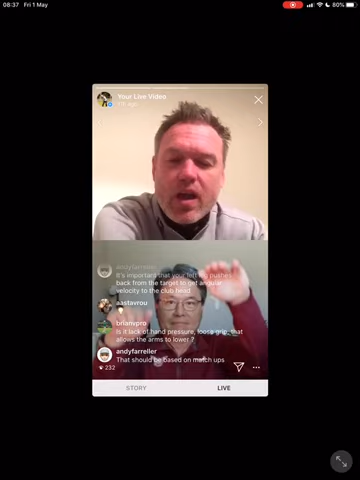 08:37 Fri 1 May
80%
Your Live Video
andyfarreller
It's important that your left leg pushes
back from the target to get angular
velocity to the club head
aastavrou
brianvpro
Is it lack of hand pressure, loose grip, that
allows the arms to lower ?
andyfarreller
That should be based on match ups
232
STORY LIVE